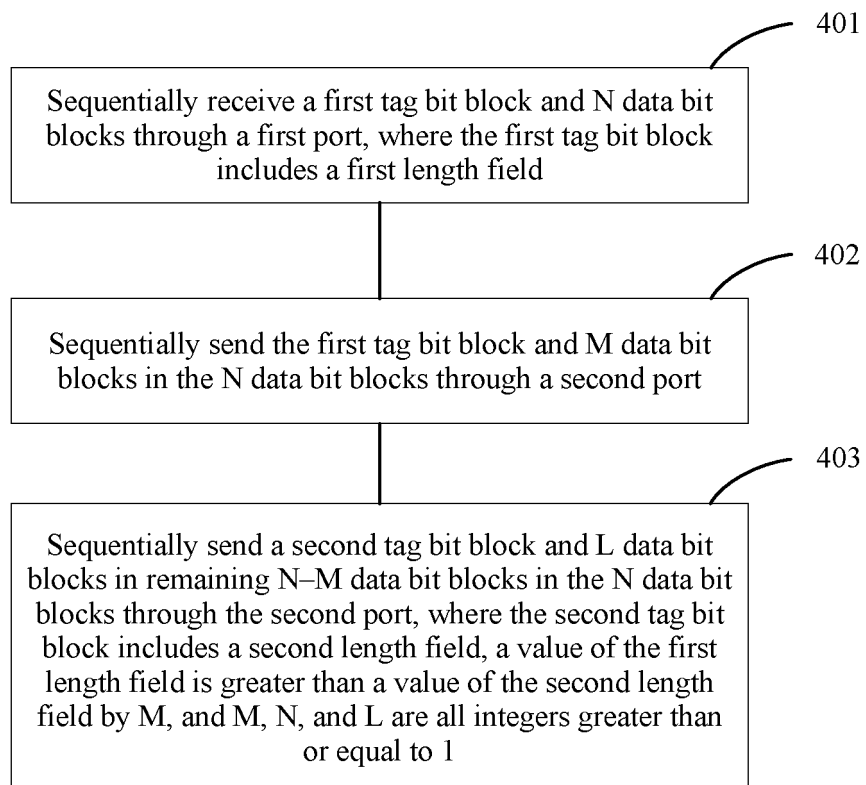 401
Sequentially receive a first tag bit block and N data bit
blocks through a first port, where the first tag bit block
includes a first length field
402
Sequentially send the first tag bit block and M data bit
blocks in the N data bit blocks through a second port
403
Sequentially send a second tag bit block and L data bit
blocks in remaining N–M data bit blocks in the N data bit
blocks through the second port, where the second tag bit
block includes a second length field, a value of the first
length field is greater than a value of the second length
field by M, and M, N, and L are all integers greater than
or equal to 1